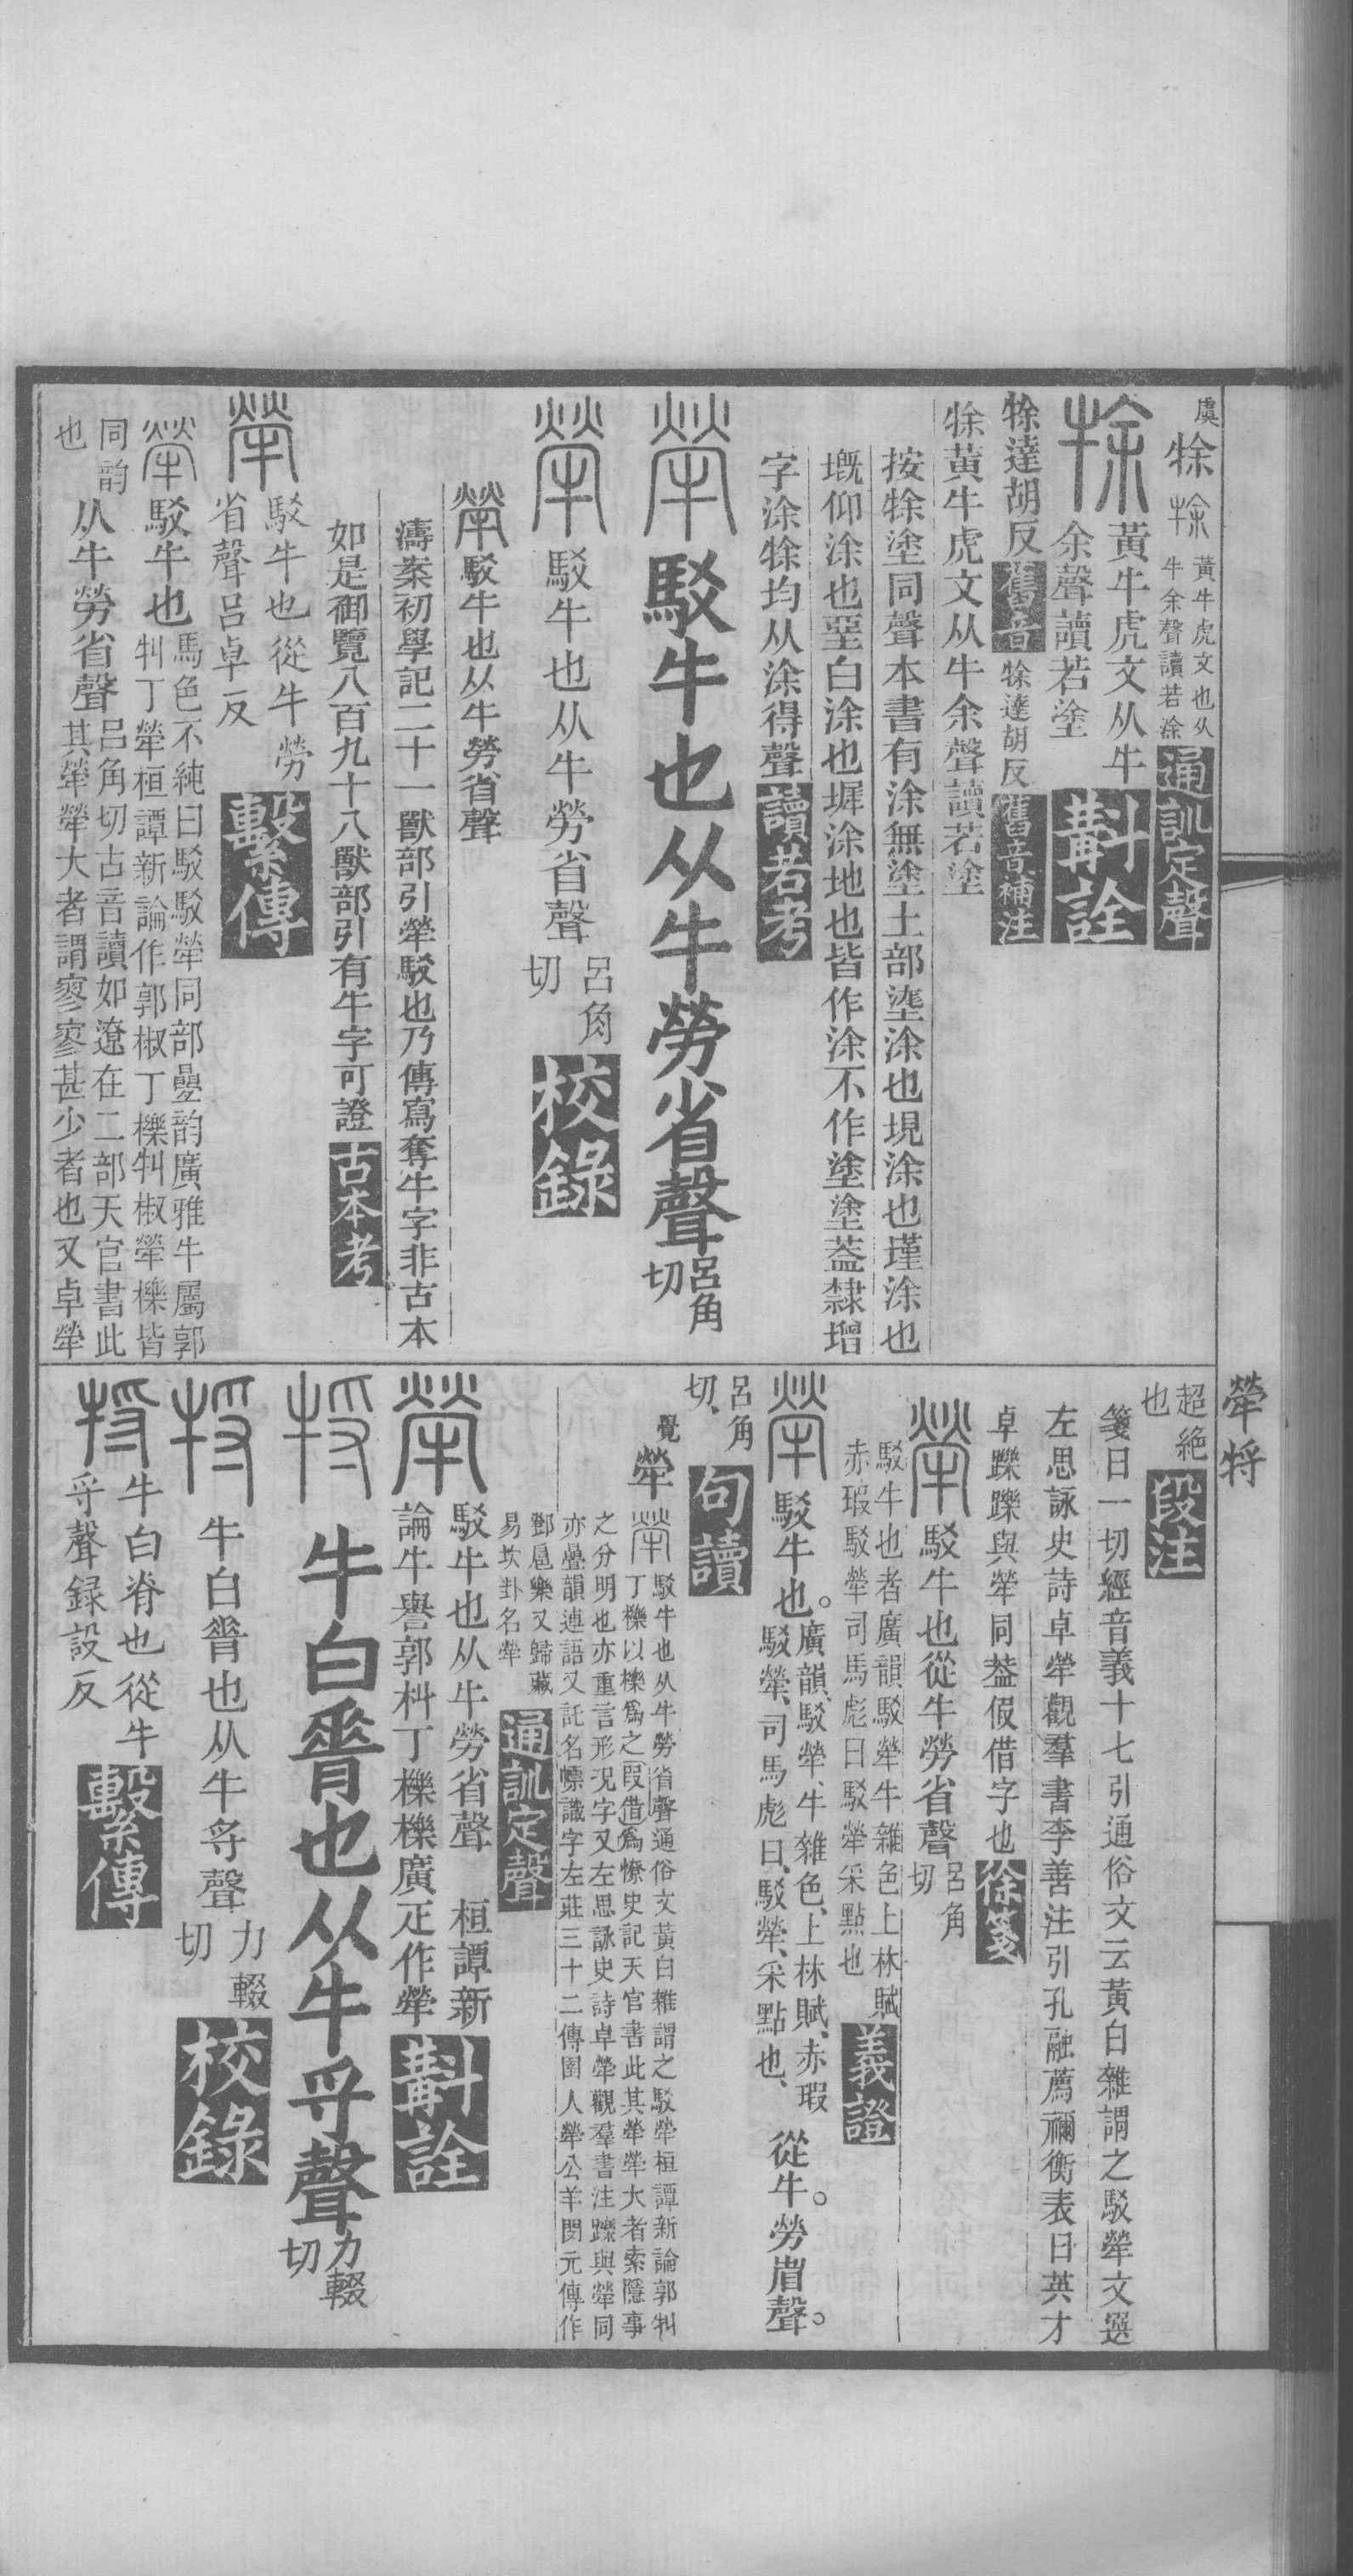 虞
㹘
黃牛虎文也从
牛余聲讀若涂
通訓定聲
黃牛虎文从牛
余聲讀若塗
斠詮
㹘達胡反
舊音
㹘達胡反
舊音補注
㹘黃牛虎文从牛余聲讀若塗
按㹘塗同聲本書有涂無塗土部涂也垷涂也墐涂也
墍仰涂也堊白涂也墀涂地也皆作涂不作塗塗葢隸增
字涂㹘均从涂得聲
讀若考
駁牛也从牛勞省聲
呂角
切
駁牛也从牛勞省聲
呂角
切
校錄
駁牛也从牛勞省聲
濤案初學記二十一獸部引犖駁也乃傳寫奪牛字非古本
如是御覽八百九十八獸部引有牛字可證
古本考
駁牛也從牛勞
省聲呂卓反
繫傳
駁牛也
馬色不純曰駁駁犖同部疊韵廣雅牛屬郭
丁犖桓譚新論作郭椒丁櫟椒犖櫟皆
同韵
也
从牛勞省聲
呂角切古音讀如遼在二部天官書此
其犖犖大者謂寥寥甚少者也又卓犖
犖㸹
超絶
也
段注
箋曰一切經音義十七引通俗文云黃白雜謂之駁犖文選
左思詠史詩卓犖觀羣書李善注引孔融薦禰衡表曰英才
卓躒躒與犖同葢假借字也
徐箋
駁牛也從牛勞省聲
呂角
切
駁牛也者廣韻駁犖牛雜色上林賦
赤瑕駁犖司馬彪曰駁犖采點也
義證
駁牛也。
廣韻、駁犖、牛雜色、上林賦、赤瑕
駁犖、司馬彪曰、駁犖、采點也、
從牛。勞省聲。
呂角
切、
句讀
覺
犖
駁牛也从牛勞省聲通俗文黃白雜謂之駁犖桓譚新論郭
丁櫟以櫟爲之叚借爲憭史記天官書此其犖犖大者索隱事
之分明也亦重言形況字又左思詠史詩卓犖觀羣書注躒與犖同
亦疊韻連語又託名幖識字左莊三十二傳圉人犖公羊閔元傳作
鄧扈樂又歸藏
易坎卦名犖
通訓定聲
駁牛也从牛勞省聲　桓譚新
論牛譽郭丁櫟櫟廣疋作犖
斠詮
牛白脊也从牛寽聲
力輟
切
牛白脊也从牛寽聲
力輟
切
校錄
牛白脊也從牛
寽聲錄設反
繫傳